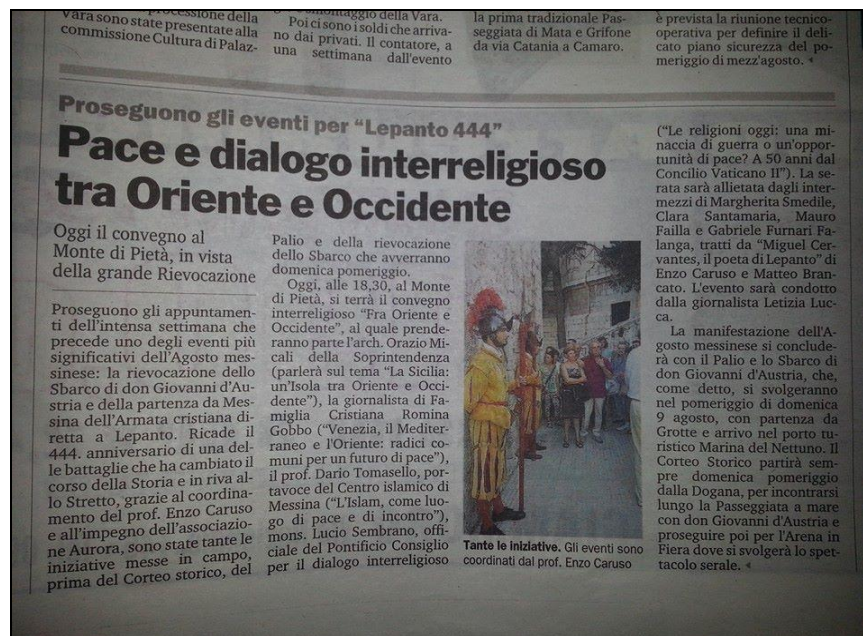 processione della
Vara sono state presentate alla
commissione Cultura di Palaz-
montaggio della Vara.
Poi ci sono i soldi che arriva-
no dai privati. Il contatore, a
una settimana dall'evento
la prima tradizionale Pas-
seggiata di Mata e Grifone
da via Catania a Camaro.
è prevista la riunione tecnico-
operativa per definire il deli-
cato piano sicurezza del po-
meriggio di mezz'agosto.
Proseguono gli eventi per “Lepanto 444”
Pace e dialogo interreligioso
tra Oriente e Occidente
Oggi il convegno al
Monte di Pietà, in vista
della grande Rievocazione
Proseguono gli appuntamen-
ti dell'intensa settimana che
precede uno degli eventi più
significativi dell'Agosto mes-
sinese: la rievocazione dello
Sbarco di don Giovanni d'Au-
stria e della partenza da Mes-
sina dell'Armata cristiana di-
retta a Lepanto. Ricade il
444. anniversario di una del-
le battaglie che ha cambiato il
corso della Storia e in riva al-
lo Stretto, grazie al coordina-
mento del prof. Enzo Caruso
e all'impegno dell'associazio-
ne Aurora, sono state tante le
iniziative messe in campo,
prima del Corteo storico, del
Palio e della rievocazione
dello Sbarco che avverranno
domenica pomeriggio.
Oggi, alle 18,30, al Monte
di Pietà, si terrà il convegno
interreligioso “Fra Oriente e
Occidente”, al quale prende-
ranno parte l'arch. Orazio Mi-
cali della Soprintendenza
(parlerà sul tema “La Sicilia:
un'Isola tra Oriente e Occi-
dente”), la giornalista di Fa-
miglia Cristiana Romina
Gobbo (“Venezia, il Mediter-
raneo e l'Oriente: radici co-
muni per un futuro di pace”),
il prof. Dario Tomasello, por-
tavoce del Centro islamico di
Messina (“L'Islam, come luo-
go di pace e di incontro”),
mons. Lucio Sembrano, offi-
ciale del Pontificio Consiglio
per il dialogo interreligioso
Tante le iniziative. Gli eventi sono
coordinati dal prof. Enzo Caruso
(“Le religioni oggi: una mi-
naccia di guerra o un'oppor-
tunità di pace? A 50 anni dal
Concilio Vaticano II”). La se-
rata sarà allietata dagli inter-
mezzi di Margherita Smedile,
Clara Santamaria, Mauro
Failla e Gabriele Furnari Fa-
langa, tratti da “Miguel Cer-
vantes, il poeta di Lepanto” di
Enzo Caruso e Matteo Bran-
cato. L'evento sarà condotto
dalla giornalista Letizia Luc-
ca.
La manifestazione dell'A-
gosto messinese si conclude-
rà con il Palio e lo Sbarco di
don Giovanni d'Austria, che,
come detto, si svolgeranno
nel pomeriggio di domenica
9 agosto, con partenza da
Grotte e arrivo nel porto tu-
ristico Marina del Nettuno. Il
Corteo Storico partirà sem-
pre domenica pomeriggio
dalla Dogana, per incontrarsi
lungo la Passeggiata a mare
con don Giovanni d'Austria e
proseguire poi per l'Arena in
Fiera dove si svolgerà lo spet-
tacolo serale.